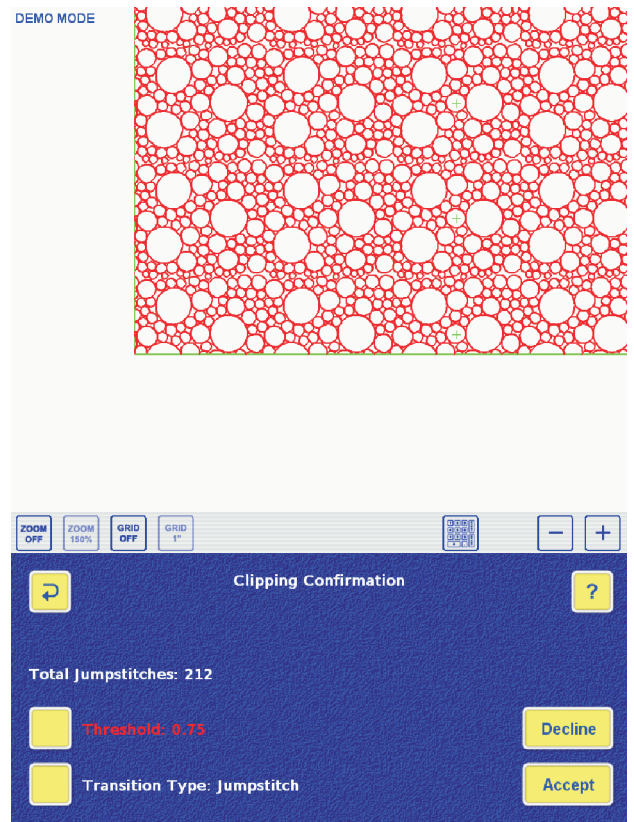 DEMO MODE
ZOOM OFF
ZOOM 150%
GRID OFF
GRID 1"
− +
Clipping Confirmation
?
Total Jumpstitches: 212
Threshold: 0.75
Decline
Transition Type: Jumpstitch
Accept